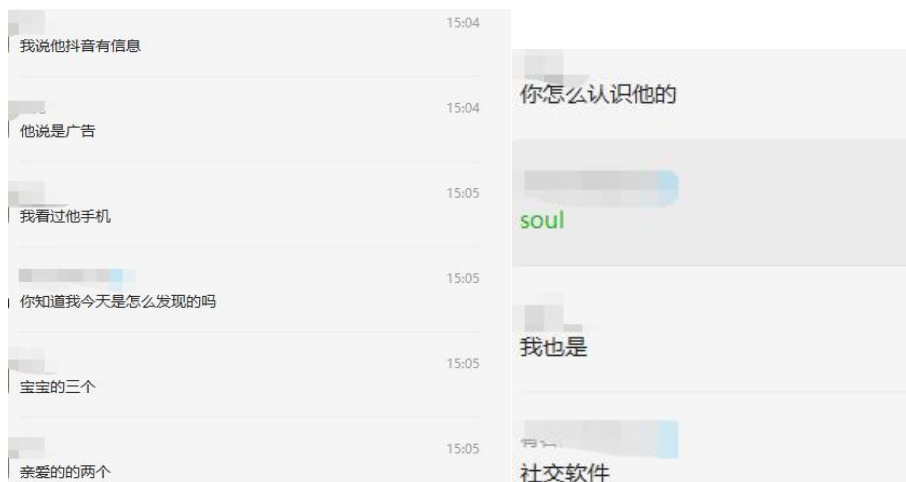 15:04
我说他抖音有信息
15:04
他说是广告
15:05
我看过他手机
15:05
你知道我今天是怎么发现的吗
15:05
宝宝的三个
15:05
亲爱的的两个
你怎么认识他的
soul
我也是
社交软件